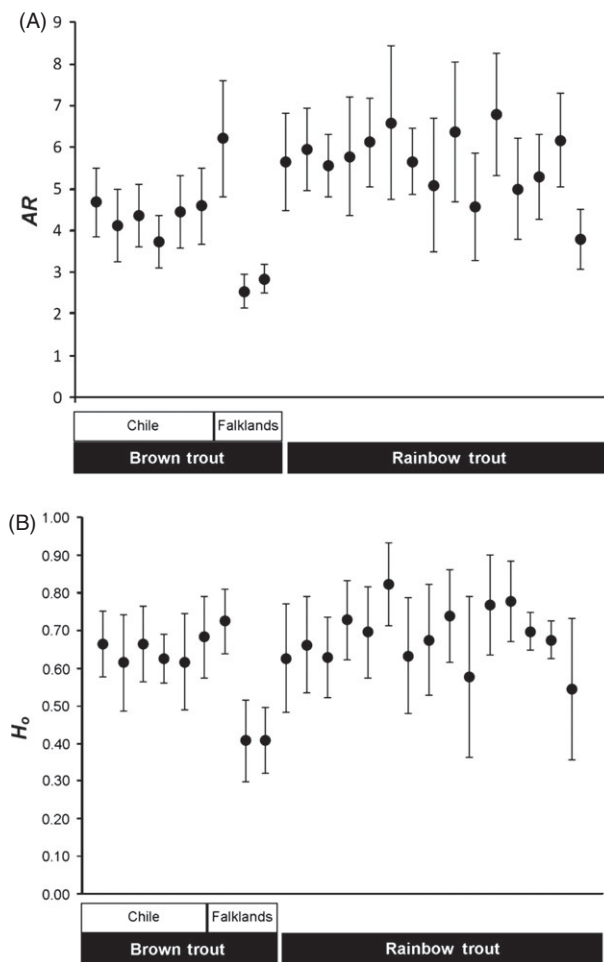 (A)
9
8
7
6
5
4
3
2
1
0
AR
Chile Falklands
Brown trout Rainbow trout
(B)
1.00
0.90
0.80
0.70
0.60
0.50
0.40
0.30
0.20
0.10
0.00
Ho
Chile Falklands
Brown trout Rainbow trout